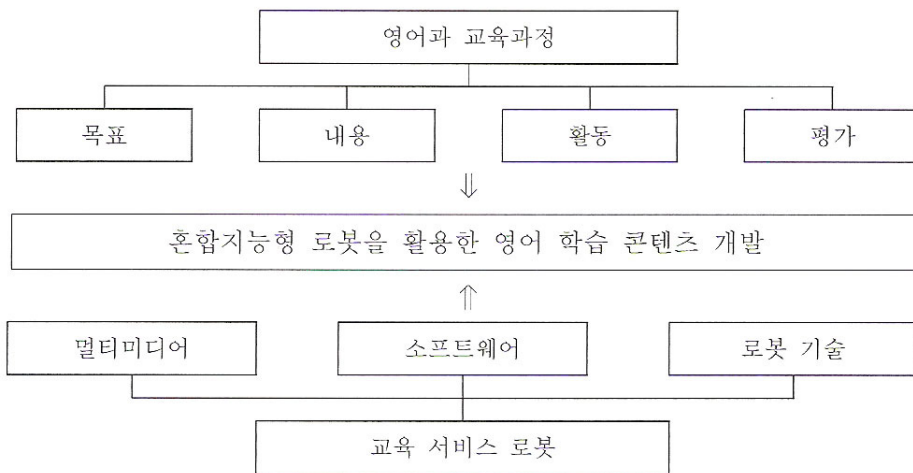 영어과 교육과정
목표
내용
활동
평가
⇓
혼합지능형 로봇을 활용한 영어 학습 콘텐츠 개발
⇑
멀티미디어
소프트웨어
로봇 기술
교육 서비스 로봇